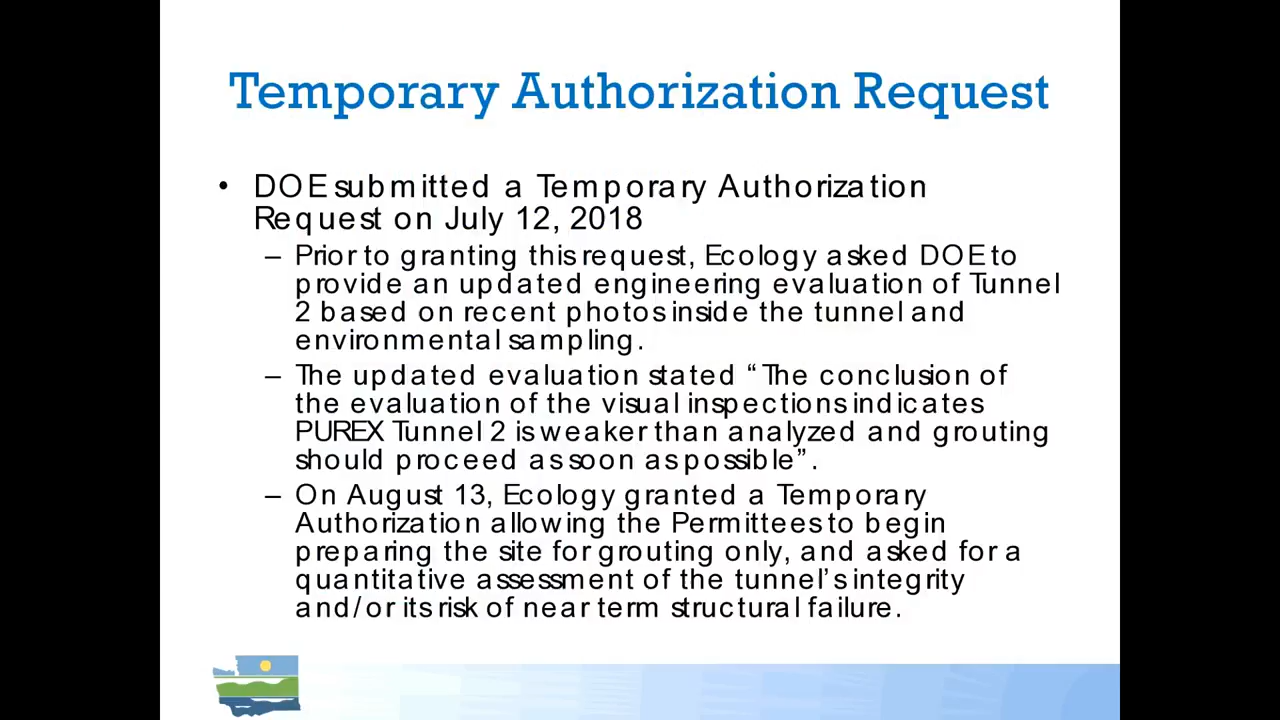 Temporary Authorization Request
• DOE submitted a Temporary Authorization
Request on July 12, 2018
– Prior to granting this request, Ecology asked DOE to
provide an updated engineering evaluation of Tunnel
2 based on recent photos inside the tunnel and
environmental sampling.
– The updated evaluation stated “The conclusion of
the evaluation of the visual inspections indicates
PUREX Tunnel 2 is weaker than analyzed and grouting
should proceed as soon as possible”.
– On August 13, Ecology granted a Temporary
Authorization allowing the Permittees to begin
preparing the site for grouting only, and asked for a
quantitative assessment of the tunnel’s integrity
and/or its risk of near term structural failure.